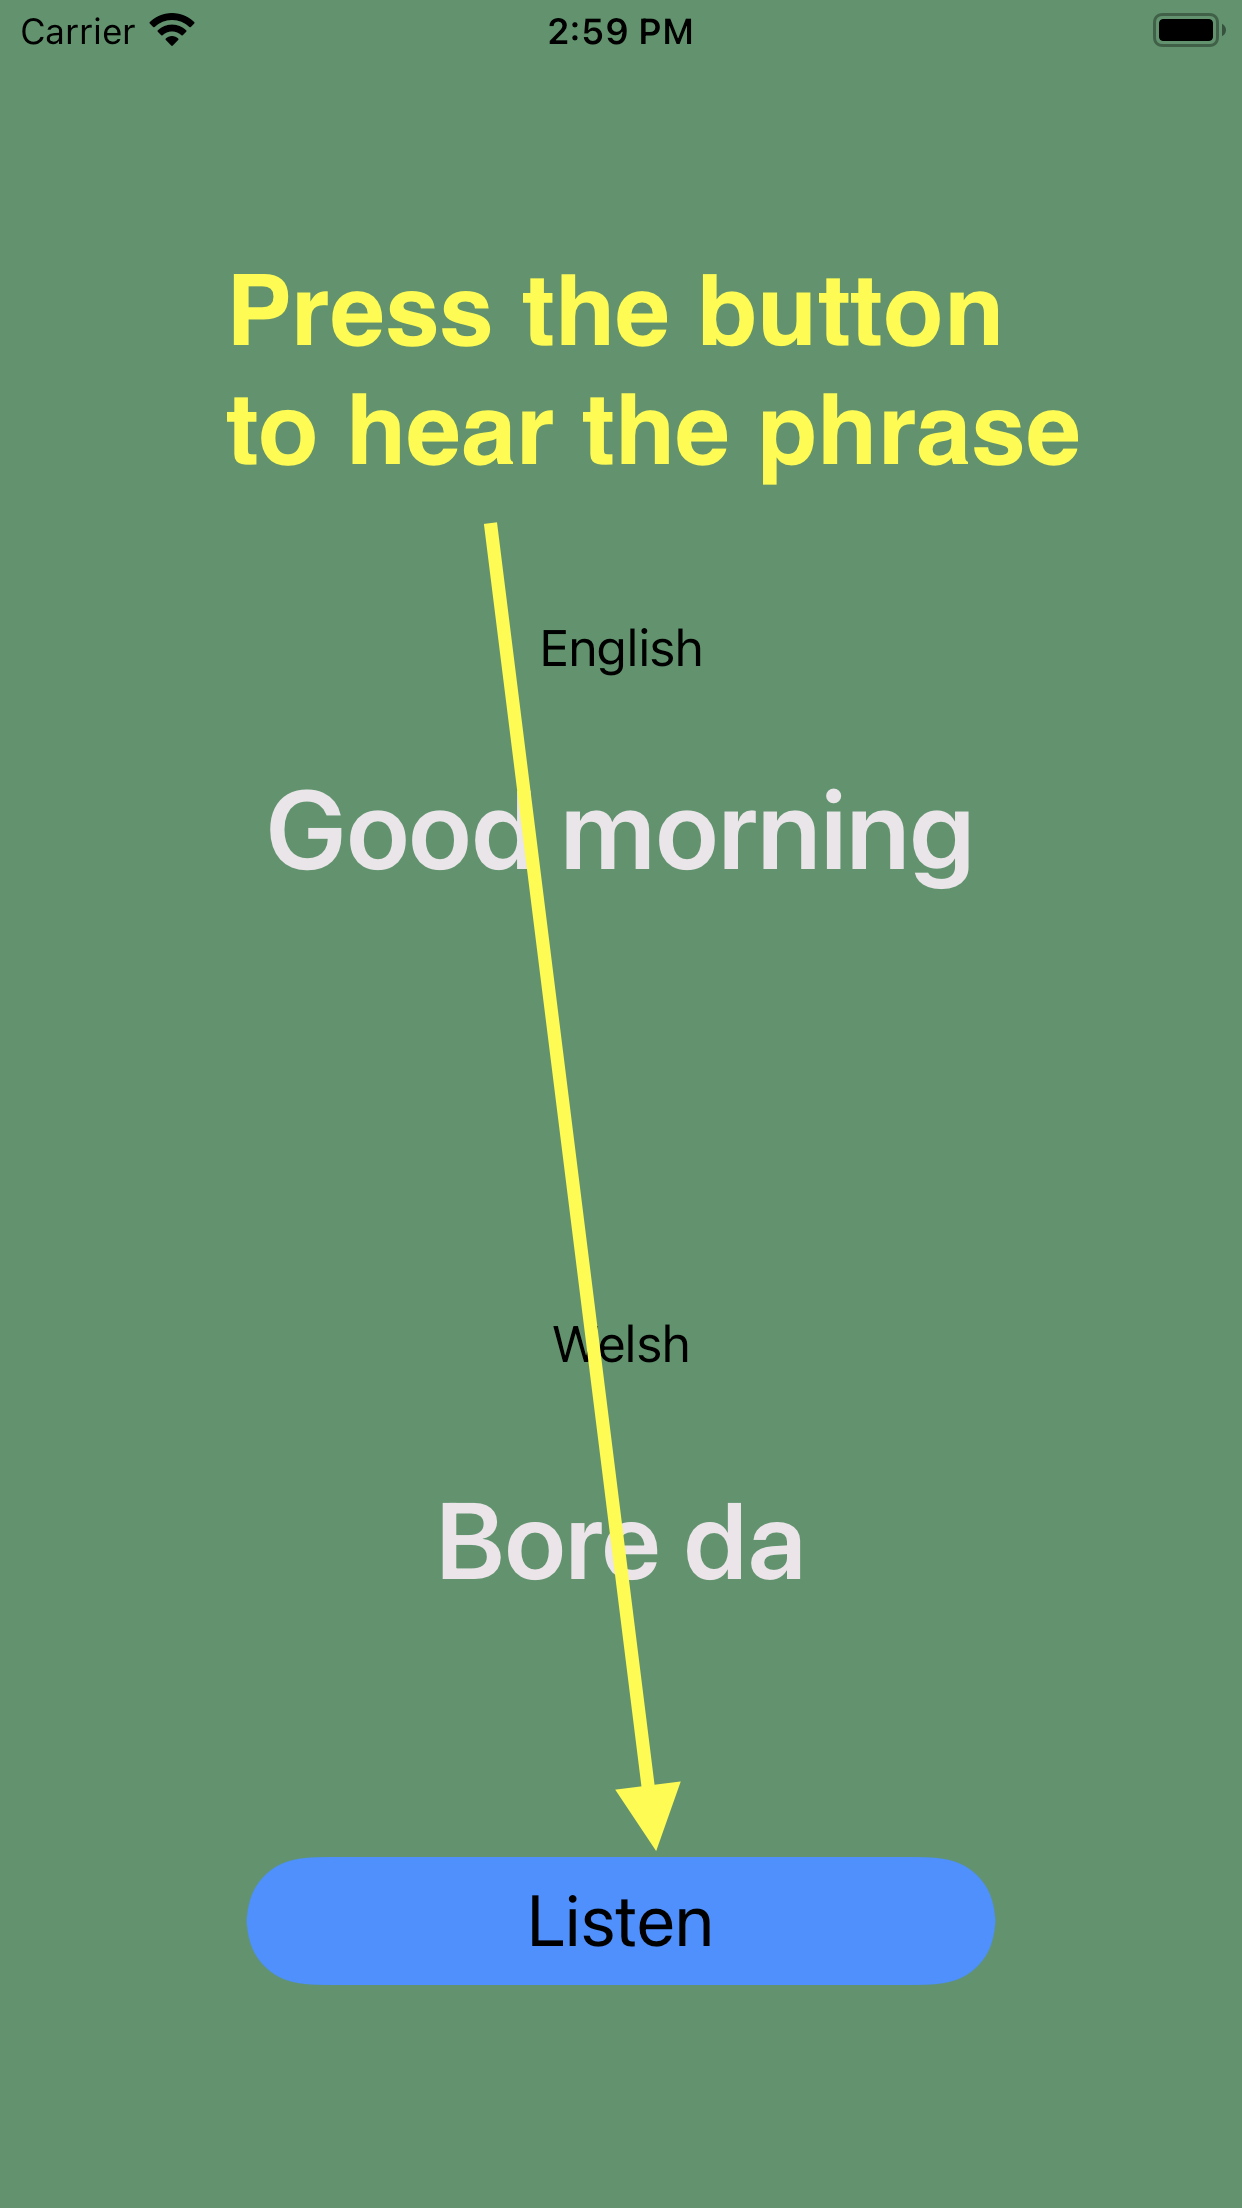 Carrier
2:59 PM
Press the button
to hear the phrase
English
Good morning
Welsh
Bore da
Listen